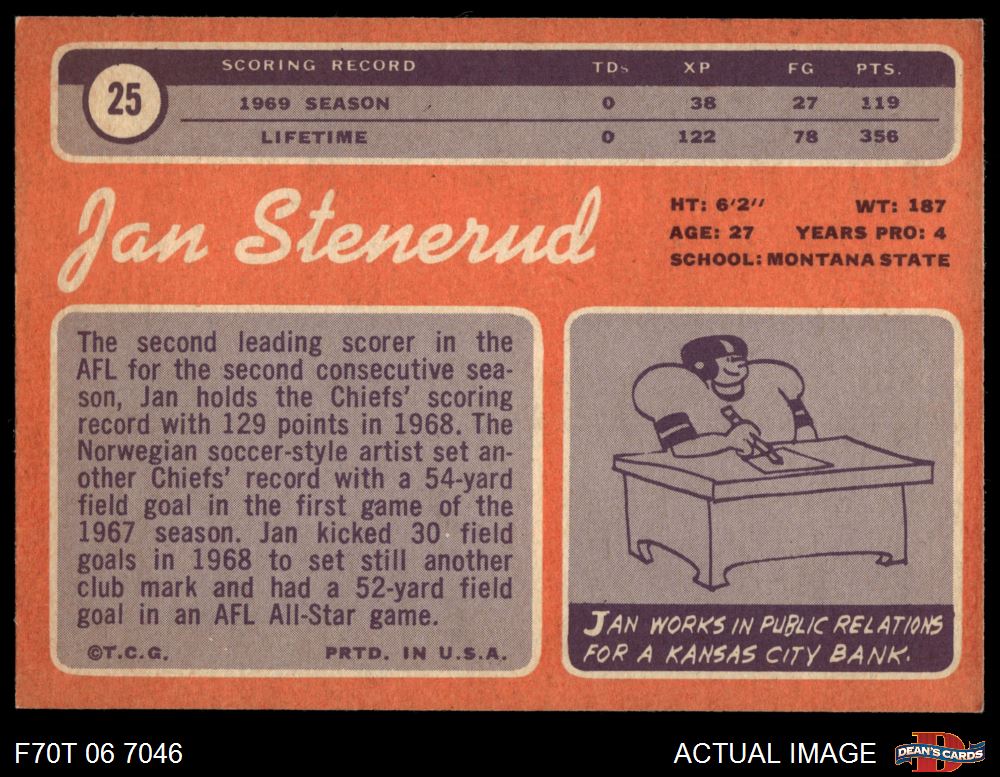 25
SCORING RECORD TDs XP FG PTS.
1969 SEASON 0 38 27 119
LIFETIME 0 122 78 356
Jan Stenerud
HT: 6'2" WT: 187
AGE: 27 YEARS PRO: 4
SCHOOL: MONTANA STATE
The second leading scorer in the
AFL for the second consecutive sea-
son, Jan holds the Chiefs' scoring
record with 129 points in 1968. The
Norwegian soccer-style artist set an-
other Chiefs' record with a 54-yard
field goal in the first game of the
1967 season. Jan kicked 30 field
goals in 1968 to set still another
club mark and had a 52-yard field
goal in an AFL All-Star game.
©T.C.G. PRTD. IN U.S.A.
JAN WORKS IN PUBLIC RELATIONS
FOR A KANSAS CITY BANK.
F70T 06 7046
ACTUAL IMAGE
D
DEAN'S CARDS